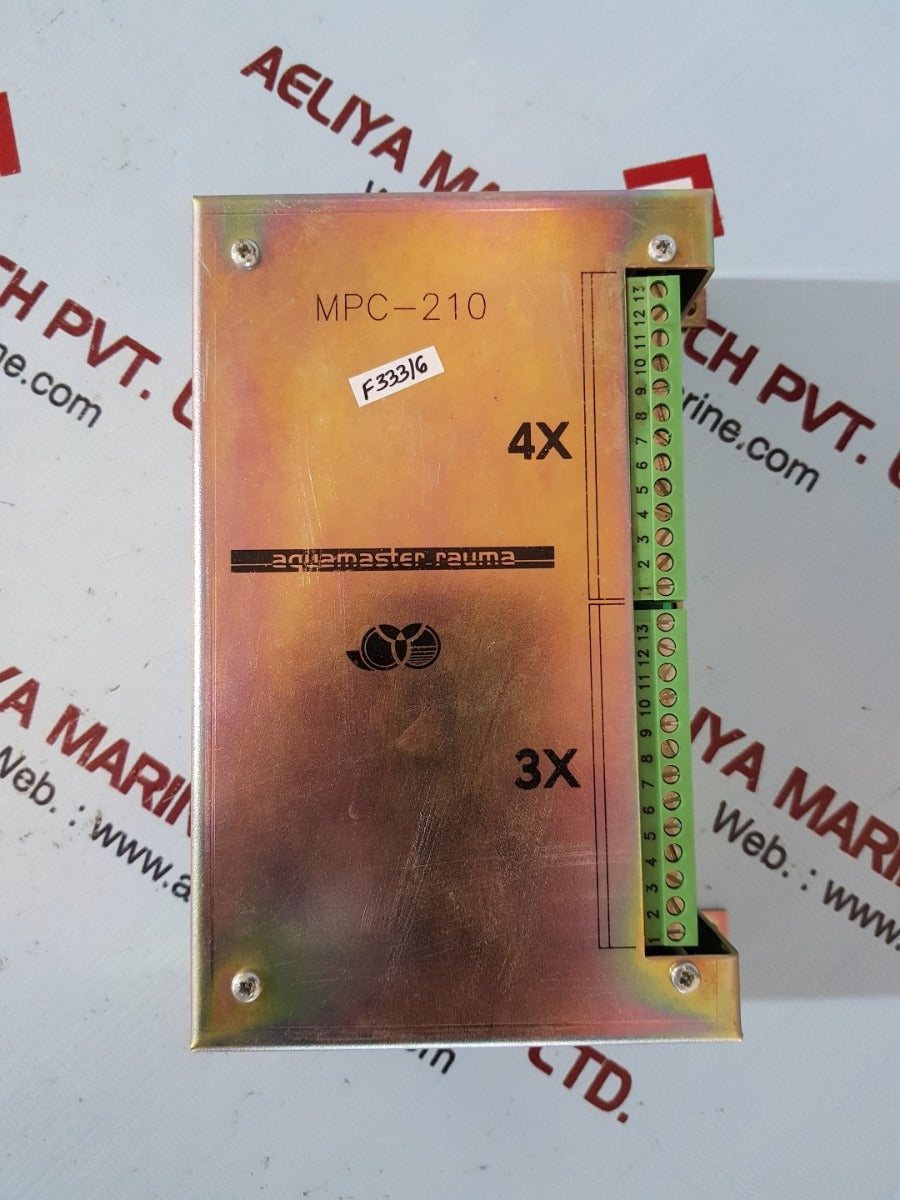 AELIYA MA
MPC-210
F333/6
4X
13 12 11 10 9 8 7 6 5 4 3 2 1
aquamaster rauma
3X
13 12 11 10 9 8 7 6 5 4 3 2 1
CH PVT.
ne.com
CH PVT.
rine.com
YA MARIN
Web. : www.a
IYA MARI
Web. : www
LTD.